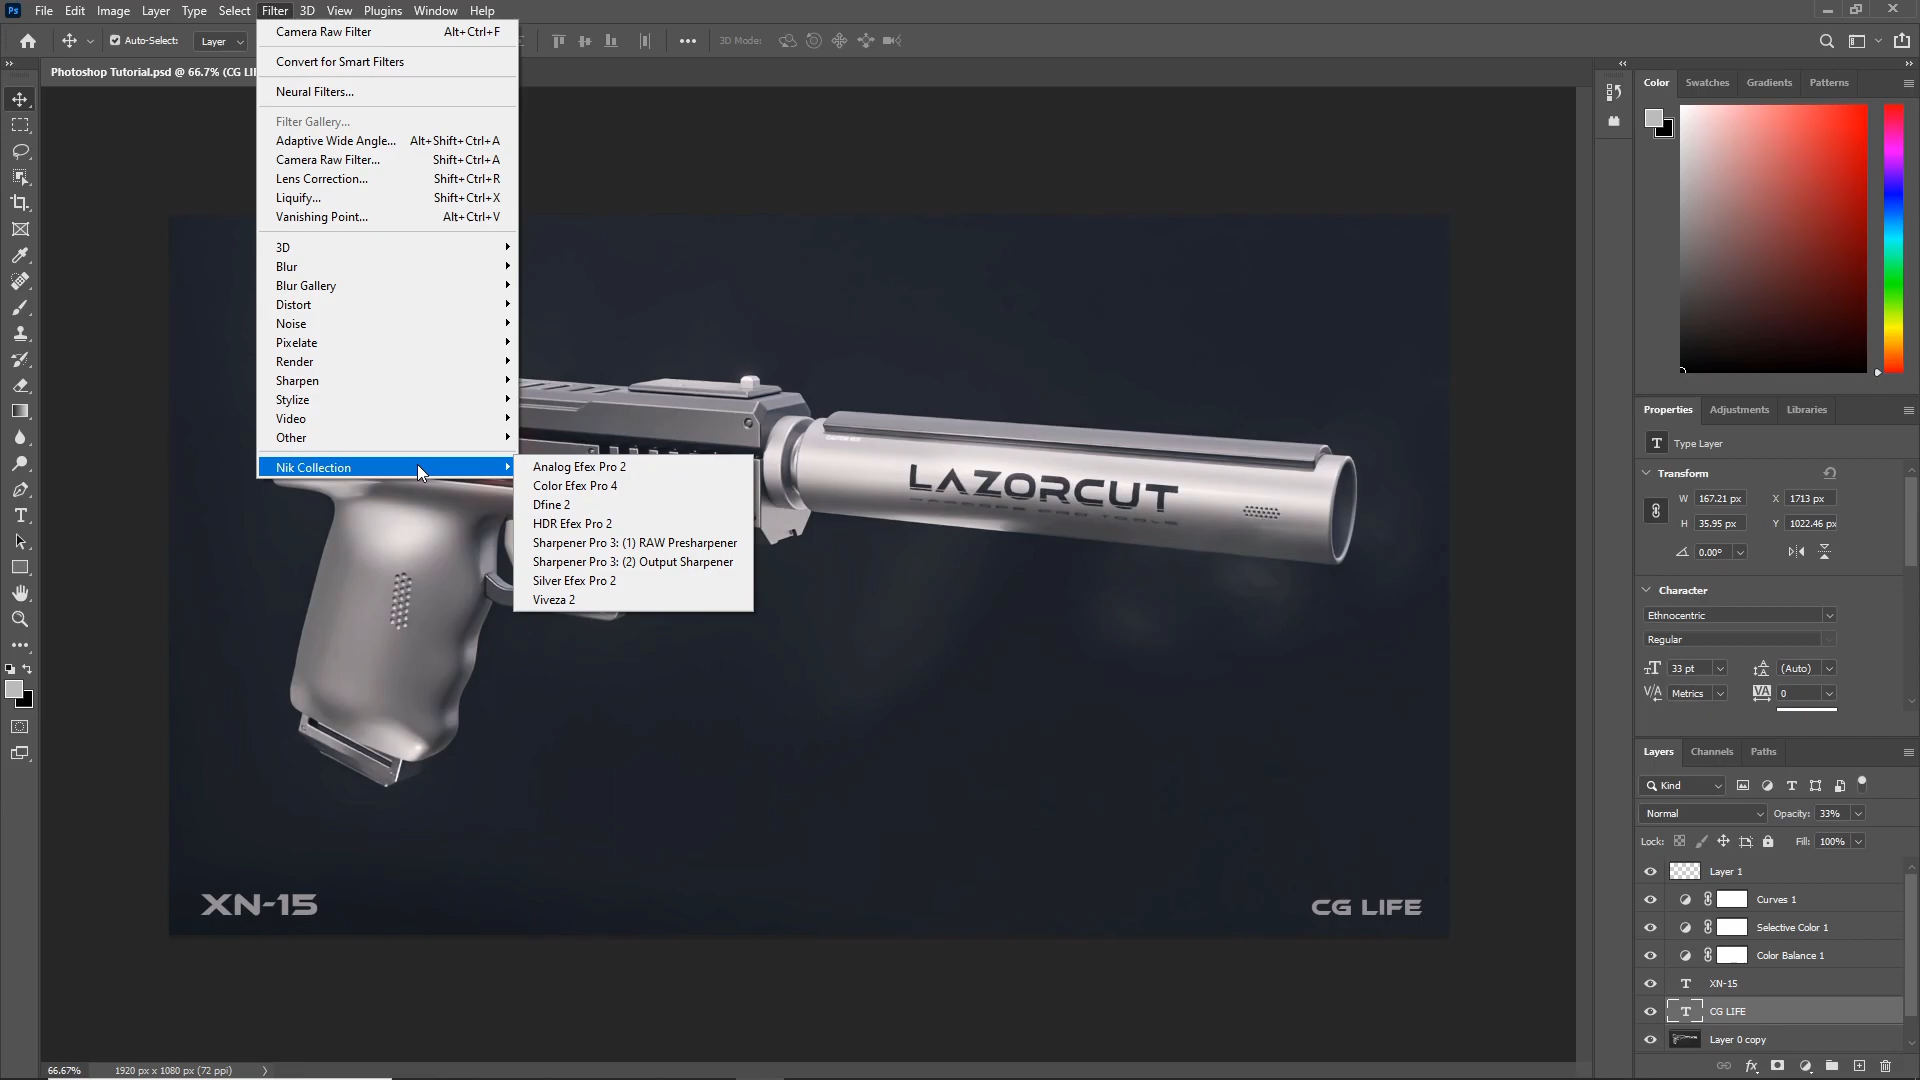 Ps File Edit Image Layer Type Select Filter 3D View Plugins Window Help
Auto-Select: Layer
3D Mode:
Photoshop Tutorial.psd @ 66.7% (CG LI
Camera Raw Filter Alt+Ctrl+F
Convert for Smart Filters
Neural Filters...
Filter Gallery...
Adaptive Wide Angle... Alt+Shift+Ctrl+A
Camera Raw Filter... Shift+Ctrl+A
Lens Correction... Shift+Ctrl+R
Liquify... Shift+Ctrl+X
Vanishing Point... Alt+Ctrl+V
3D
Blur
Blur Gallery
Distort
Noise
Pixelate
Render
Sharpen
Stylize
Video
Other
Nik Collection
Analog Efex Pro 2
Color Efex Pro 4
Dfine 2
HDR Efex Pro 2
Sharpener Pro 3: (1) RAW Presharpener
Sharpener Pro 3: (2) Output Sharpener
Silver Efex Pro 2
Viveza 2
LAZORCUT
XN-15
CG LIFE
Color Swatches Gradients Patterns
Properties Adjustments Libraries
T Type Layer
Transform
W 167.21 px X 1713 px
H 35.95 px Y 1022.46 px
0.00°
Character
Ethnocentric
Regular
33 pt (Auto)
Metrics 0
Layers Channels Paths
Kind
Normal Opacity: 33%
Lock: Fill: 100%
Layer 1
Curves 1
Selective Color 1
Color Balance 1
T XN-15
T CG LIFE
Layer 0 copy
66.67% 1920 px x 1080 px (72 ppi)